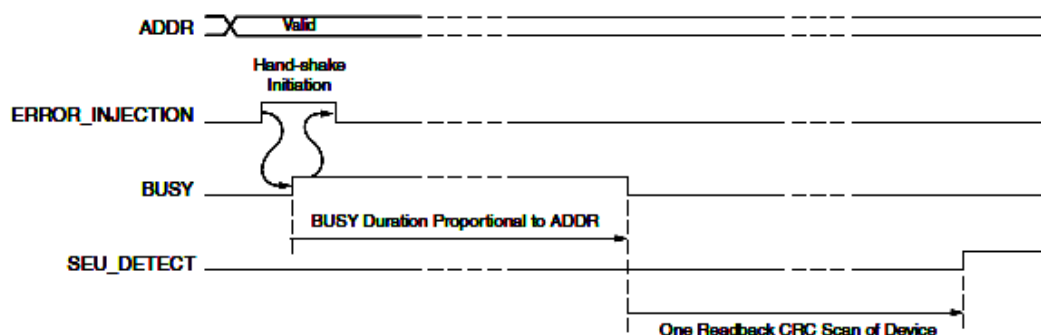 ADDR
Valid
Hand-shake
Initiation
ERROR_INJECTION
BUSY
BUSY Duration Proportional to ADDR
SEU_DETECT
One Readback CRC Scan of Device